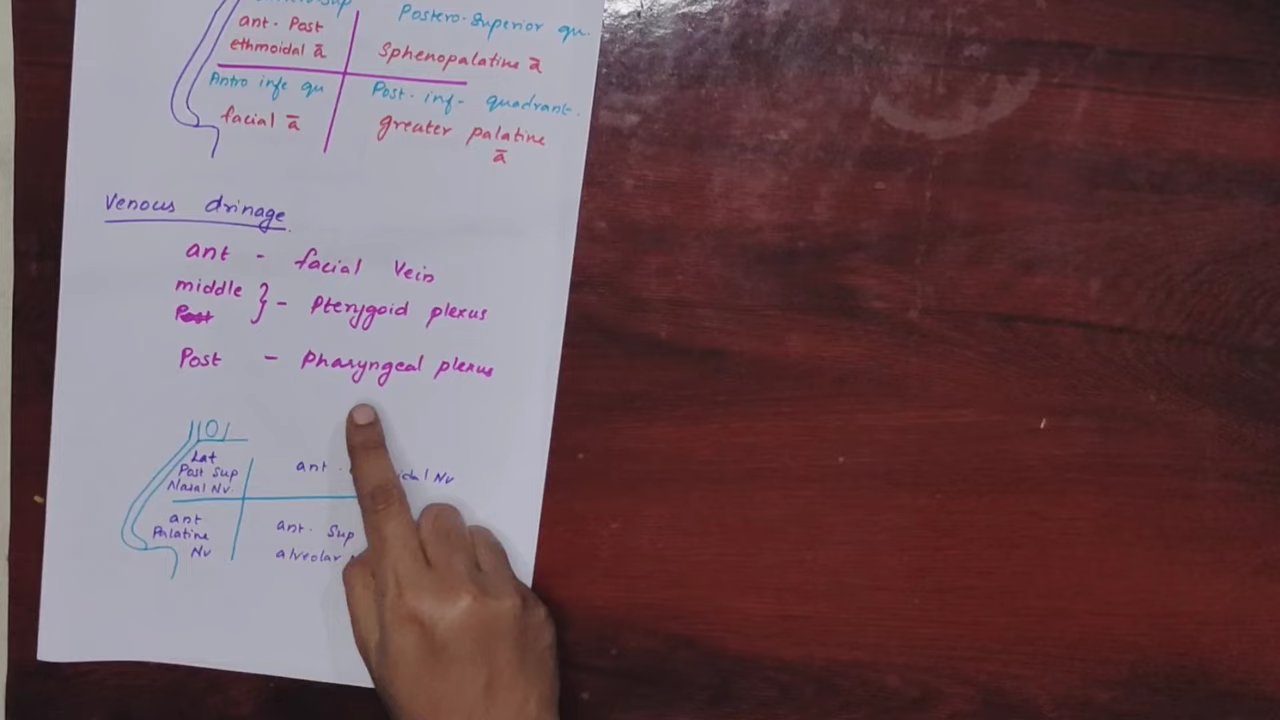 Postero-Superior qu.
ant. Post
ethmoidal a̅
Sphenopalatine a̅
Antro infe qu
Post. inf- quadrant.
facial a̅
greater palatine
a̅
Venous drinage.
ant - facial Vein
middle } - Pterygoid plexus
Post
Post - Pharyngeal plexus
Lat
Post Sup
Nasal Nv.
ant. Nv
ant
Palatine
Nv
ant. Sup
alveolar